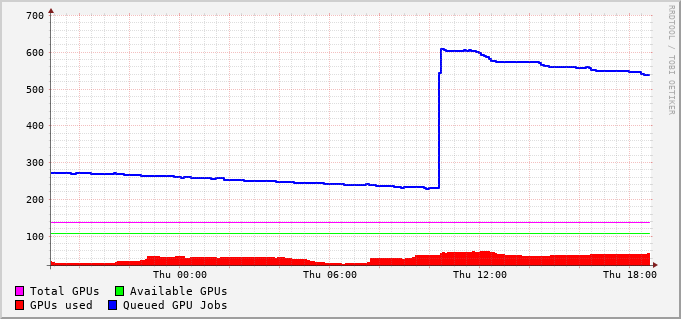 700
600
500
400
300
200
100
Thu 00:00 Thu 06:00 Thu 12:00 Thu 18:00
Total GPUs Available GPUs
GPUs used Queued GPU Jobs
RRDTOOL / TOBI OETIKER